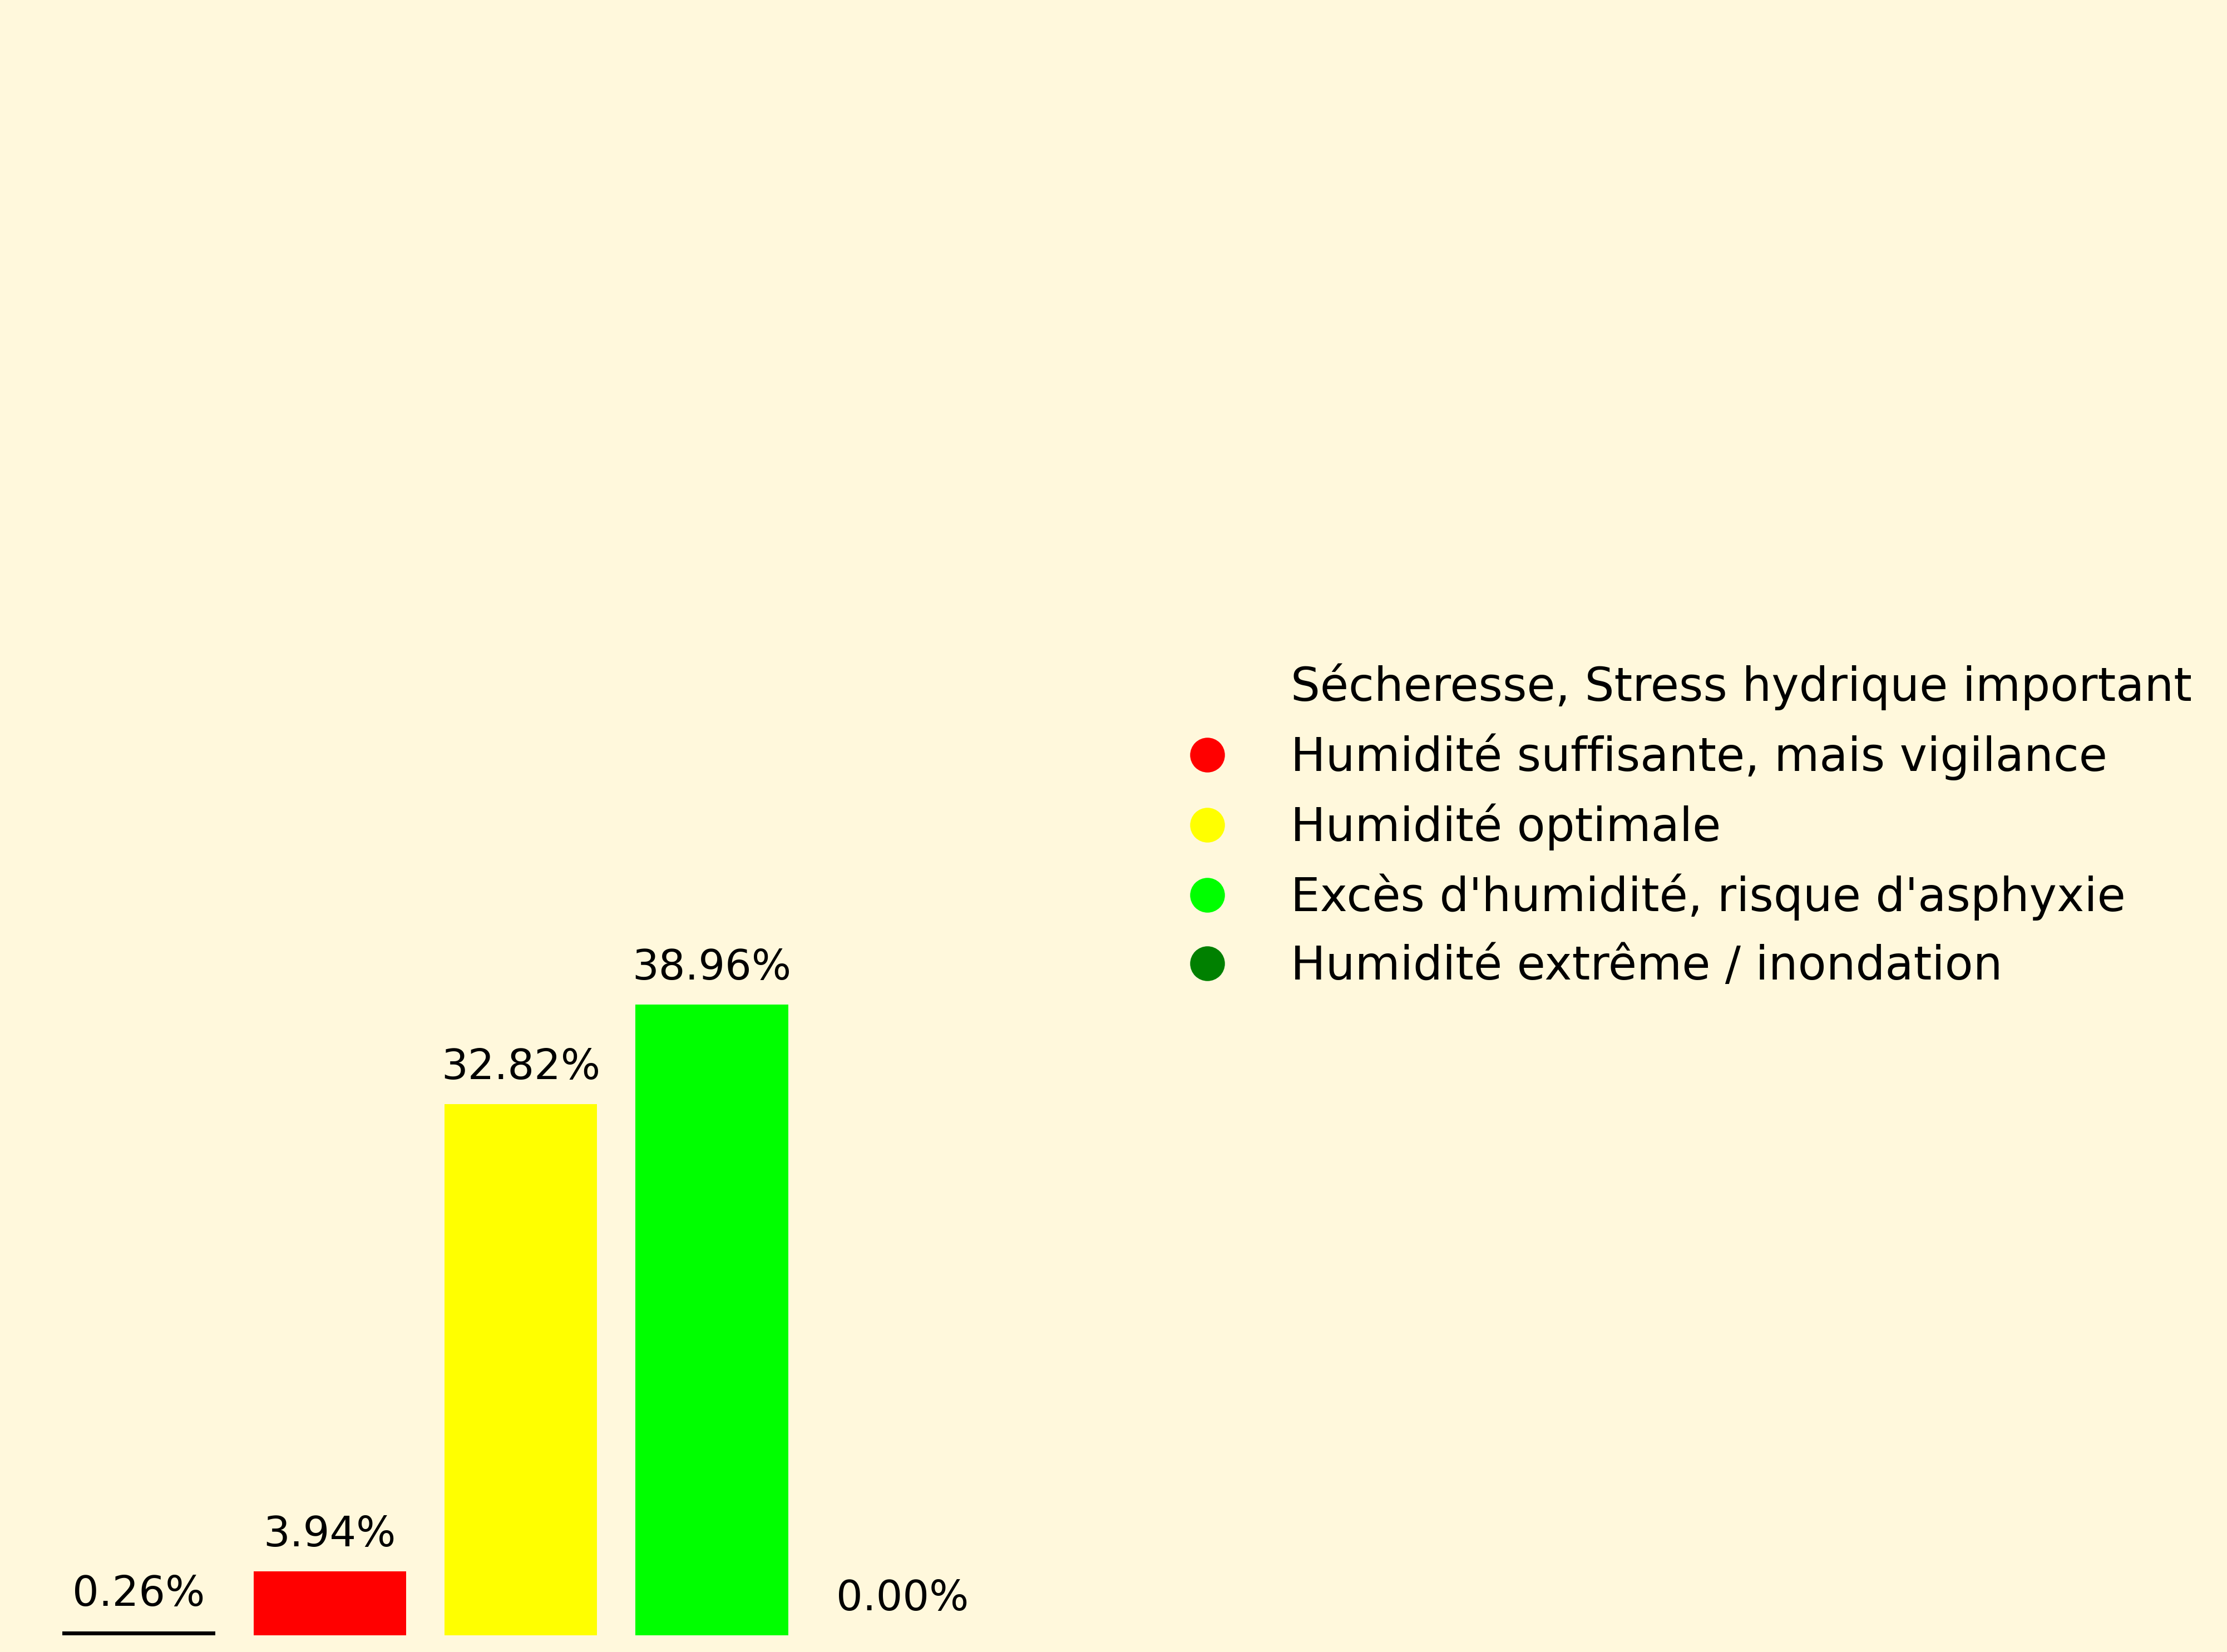 Sécheresse, Stress hydrique important
Humidité suffisante, mais vigilance
Humidité optimale
Excès d'humidité, risque d'asphyxie
Humidité extrême / inondation
38.96%
32.82%
3.94%
0.26%
0.00%